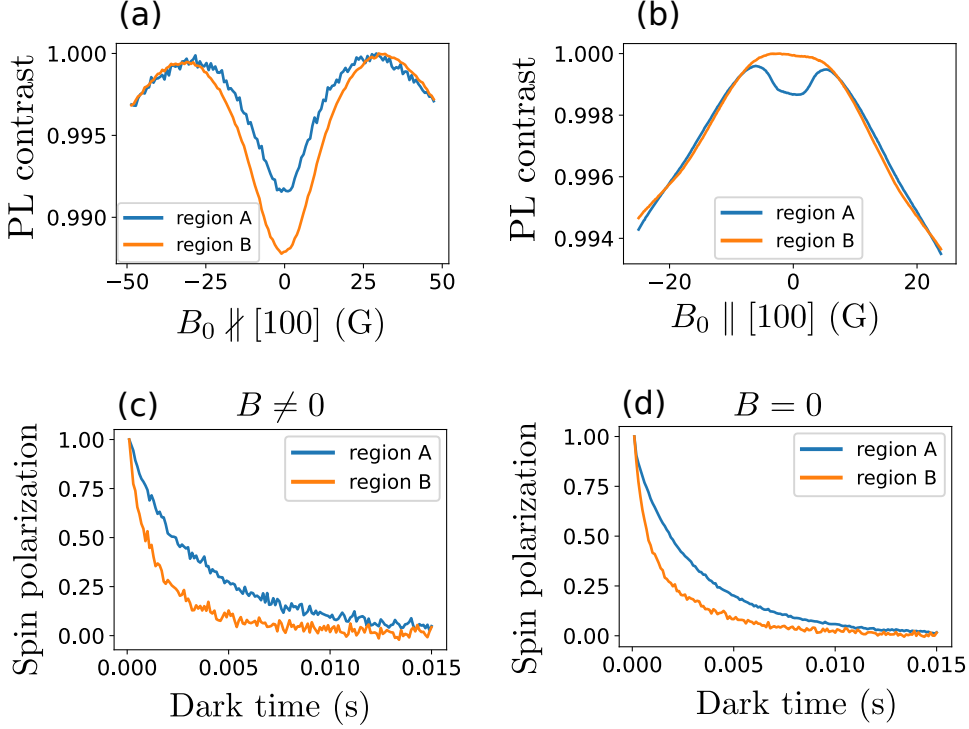 (a)
PL contrast
1.000
0.995
0.990
region A
region B
−50
−25
0
25
50
B₀ ∦ [100] (G)
(b)
PL contrast
1.000
0.998
0.996
0.994
region A
region B
−20
0
20
B₀ ∥ [100] (G)
(c)
B ≠ 0
Spin polarization
1.00
0.75
0.50
0.25
0.00
region A
region B
0.000
0.005
0.010
0.015
Dark time (s)
(d)
B = 0
Spin polarization
1.00
0.75
0.50
0.25
0.00
region A
region B
0.000
0.005
0.010
0.015
Dark time (s)